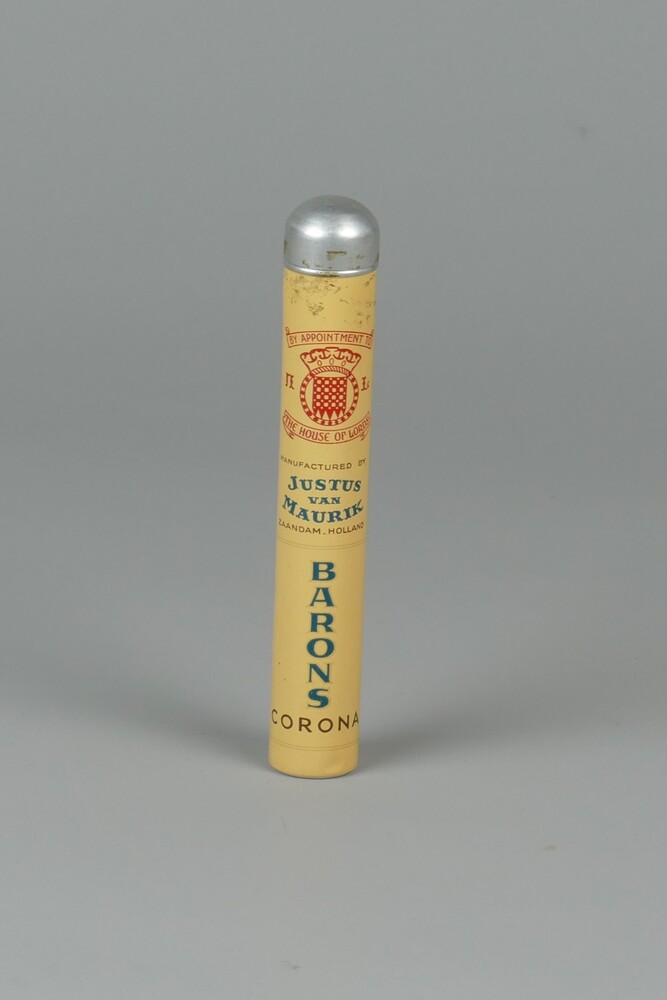 BY APPOINTMENT TO
THE HOUSE OF LORDS
MANUFACTURED BY
JUSTUS
VAN
MAURIK
ZAANDAM. HOLLAND
BARONS
CORONA